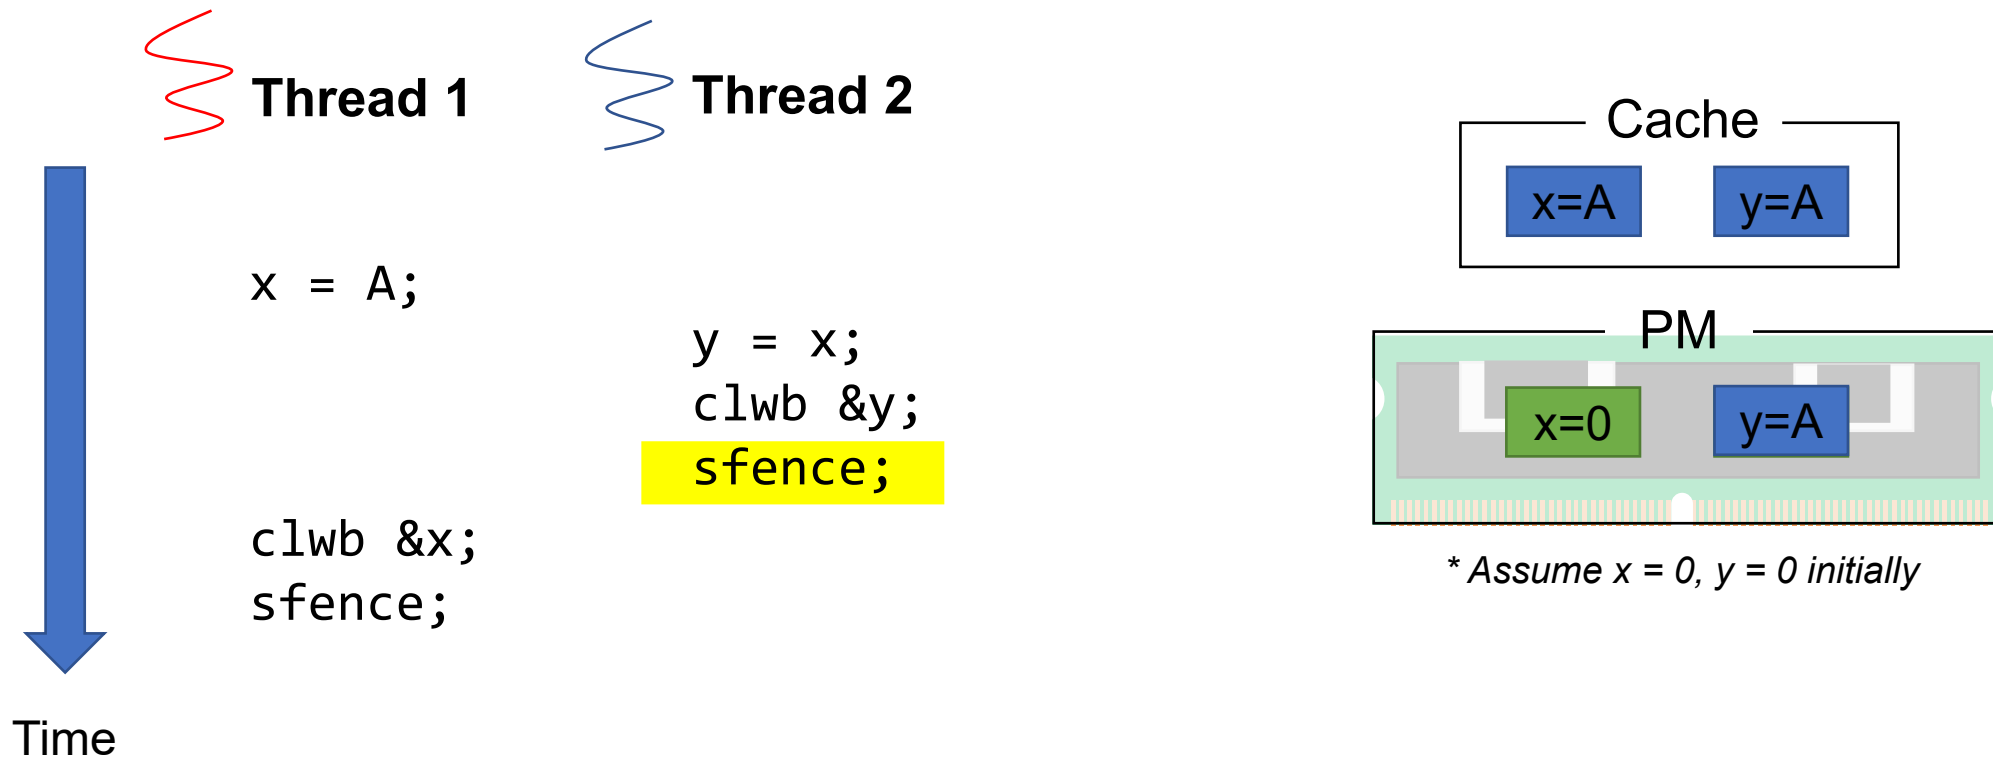 Thread 1
Thread 2
x = A;
y = x;
clwb &y;
sfence;
clwb &x;
sfence;
Time
Cache
x=A
y=A
PM
x=0
y=A
* Assume x = 0, y = 0 initially